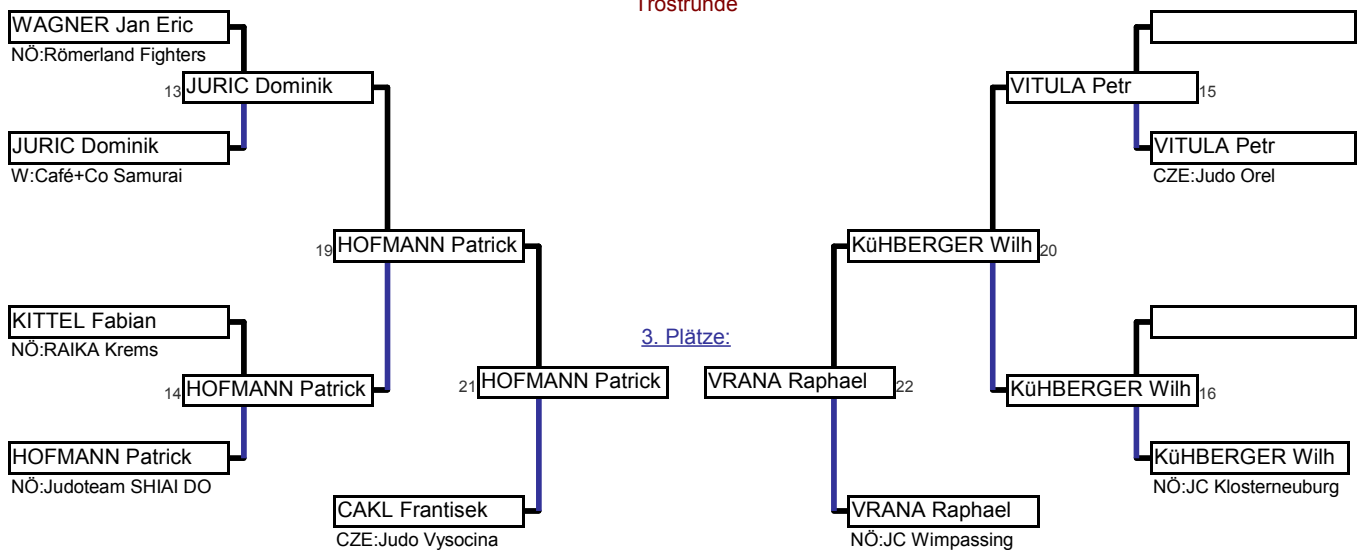 Trostrunde
WAGNER Jan Eric
NÖ:Römerland Fighters
13 JURIC Dominik
VITULA Petr 15
JURIC Dominik
W:Café+Co Samurai
VITULA Petr
CZE:Judo Orel
19 HOFMANN Patrick
KüHBERGER Wilh 20
KITTEL Fabian
NÖ:RAIKA Krems
3. Plätze:
14 HOFMANN Patrick
21 HOFMANN Patrick
VRANA Raphael 22
KüHBERGER Wilh 16
HOFMANN Patrick
NÖ:Judoteam SHIAI DO
KüHBERGER Wilh
NÖ:JC Klosterneuburg
CAKL Frantisek
CZE:Judo Vysocina
VRANA Raphael
NÖ:JC Wimpassing